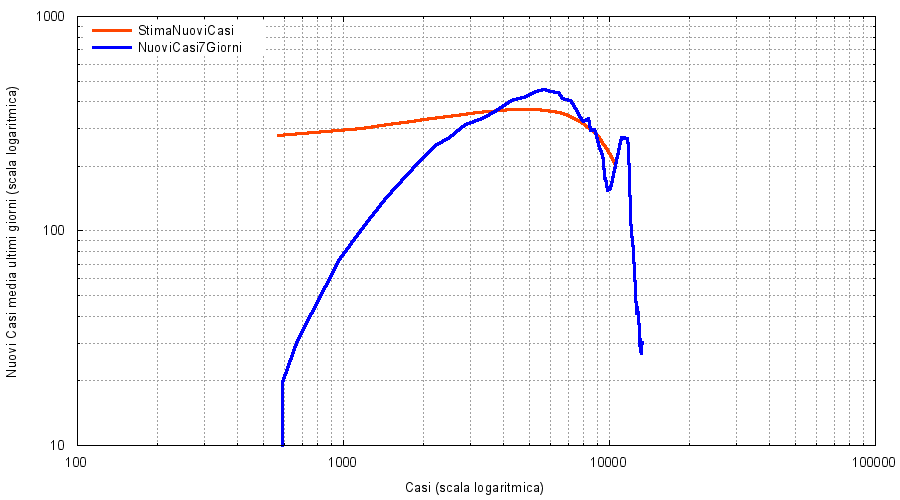 1000
StimaNuoviCasi
NuoviCasi7Giorni
Nuovi Casi media ultimi giorni (scala logaritmica)
100
10
100
1000
10000
100000
Casi (scala logaritmica)